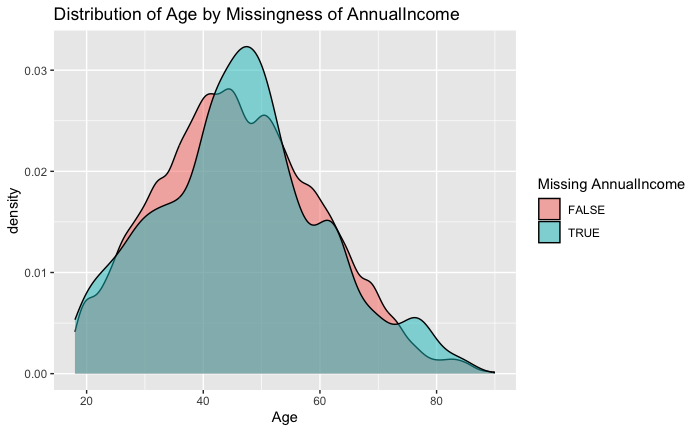 Distribution of Age by Missingness of AnnualIncome
0.03
0.02
0.01
0.00
density
20 40 60 80
Age
Missing AnnualIncome
FALSE
TRUE